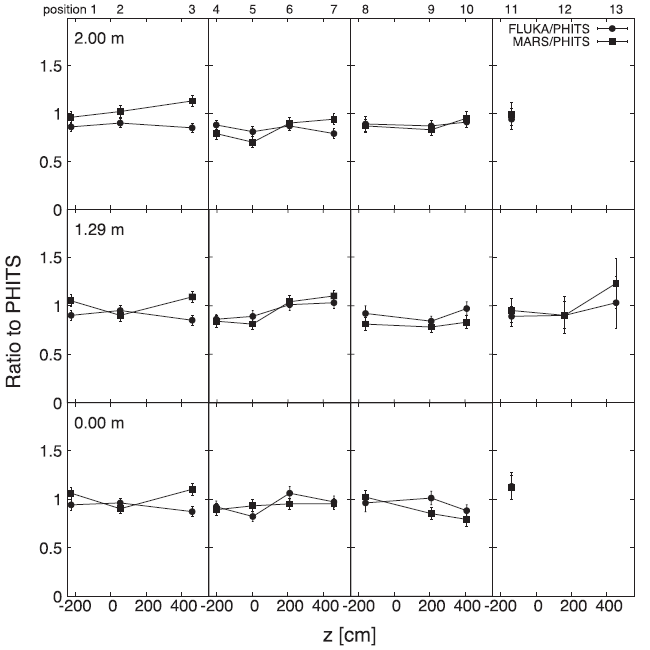 position 1 2 3 4 5 6 7 8 9 10 11 12 13
2.00 m
FLUKA/PHITS
MARS/PHITS
1.5
1
0.5
0
1.29 m
1.5
1
0.5
0
Ratio to PHITS
0.00 m
1.5
1
0.5
0
-200 0 200 400 -200 0 200 400 -200 0 200 400 -200 0 200 400
z [cm]